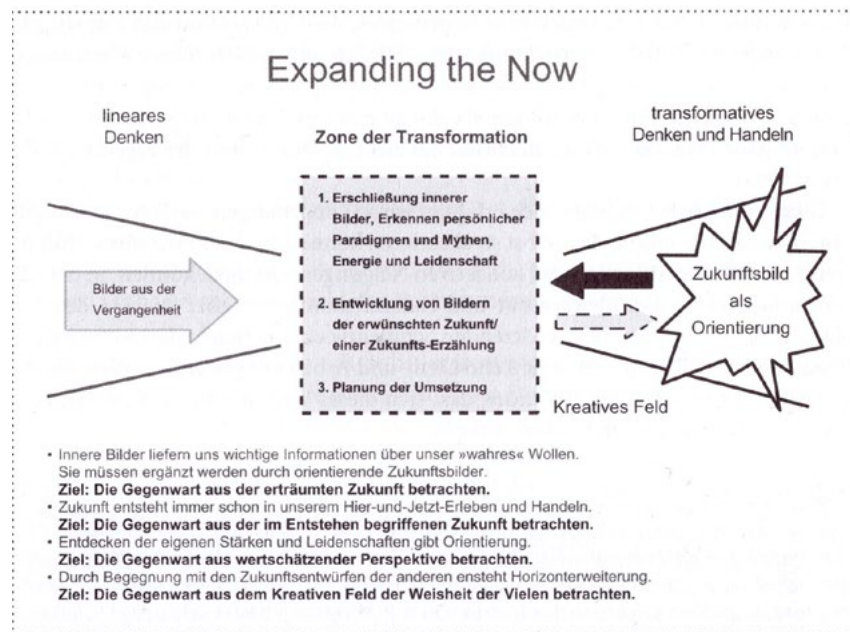 Expanding the Now
lineares
Denken
Zone der Transformation
transformatives
Denken und Handeln
Bilder aus der
Vergangenheit
1. Erschließung innerer
Bilder, Erkennen persönlicher
Paradigmen und Mythen,
Energie und Leidenschaft
2. Entwicklung von Bildern
der erwünschten Zukunft/
einer Zukunfts-Erzählung
3. Planung der Umsetzung
Zukunftsbild
als
Orientierung
Kreatives Feld
• Innere Bilder liefern uns wichtige Informationen über unser »wahres« Wollen.
Sie müssen ergänzt werden durch orientierende Zukunftsbilder.
Ziel: Die Gegenwart aus der erträumten Zukunft betrachten.
• Zukunft entsteht immer schon in unserem Hier-und-Jetzt-Erleben und Handeln.
Ziel: Die Gegenwart aus der im Entstehen begriffenen Zukunft betrachten.
• Entdecken der eigenen Stärken und Leidenschaften gibt Orientierung.
Ziel: Die Gegenwart aus wertschätzender Perspektive betrachten.
• Durch Begegnung mit den Zukunftsentwürfen der anderen ensteht Horizonterweiterung.
Ziel: Die Gegenwart aus dem Kreativen Feld der Weisheit der Vielen betrachten.